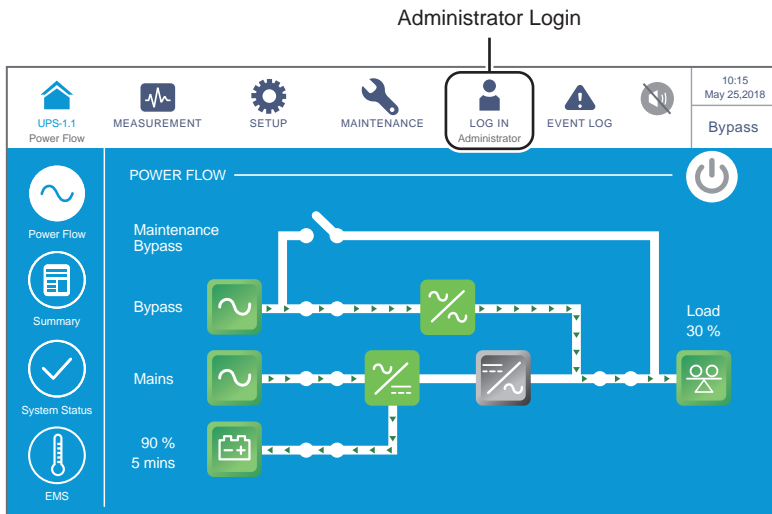 Administrator Login
10:15
May 25,2018
UPS-1.1
MEASUREMENT
SETUP
MAINTENANCE
LOG IN
EVENT LOG
Power Flow
Administrator
Bypass
POWER FLOW
Power Flow
Maintenance
Bypass
Bypass
Load
30 %
Summary
Mains
System Status
90 %
5 mins
EMS